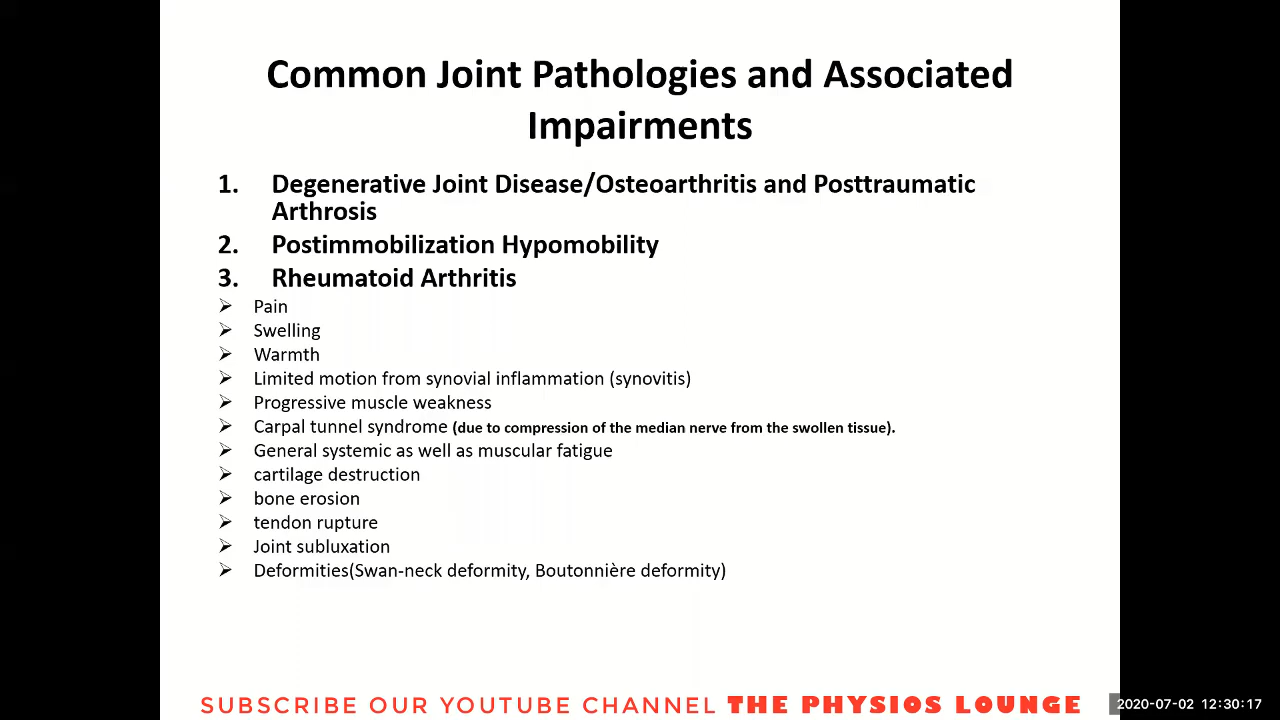 Common Joint Pathologies and Associated
Impairments
1. Degenerative Joint Disease/Osteoarthritis and Posttraumatic
Arthrosis
2. Postimmobilization Hypomobility
3. Rheumatoid Arthritis
➢ Pain
➢ Swelling
➢ Warmth
➢ Limited motion from synovial inflammation (synovitis)
➢ Progressive muscle weakness
➢ Carpal tunnel syndrome (due to compression of the median nerve from the swollen tissue).
➢ General systemic as well as muscular fatigue
➢ cartilage destruction
➢ bone erosion
➢ tendon rupture
➢ Joint subluxation
➢ Deformities(Swan-neck deformity, Boutonnière deformity)
SUBSCRIBE OUR YOUTUBE CHANNEL THE PHYSIOS LOUNGE
2020-07-02 12:30:17